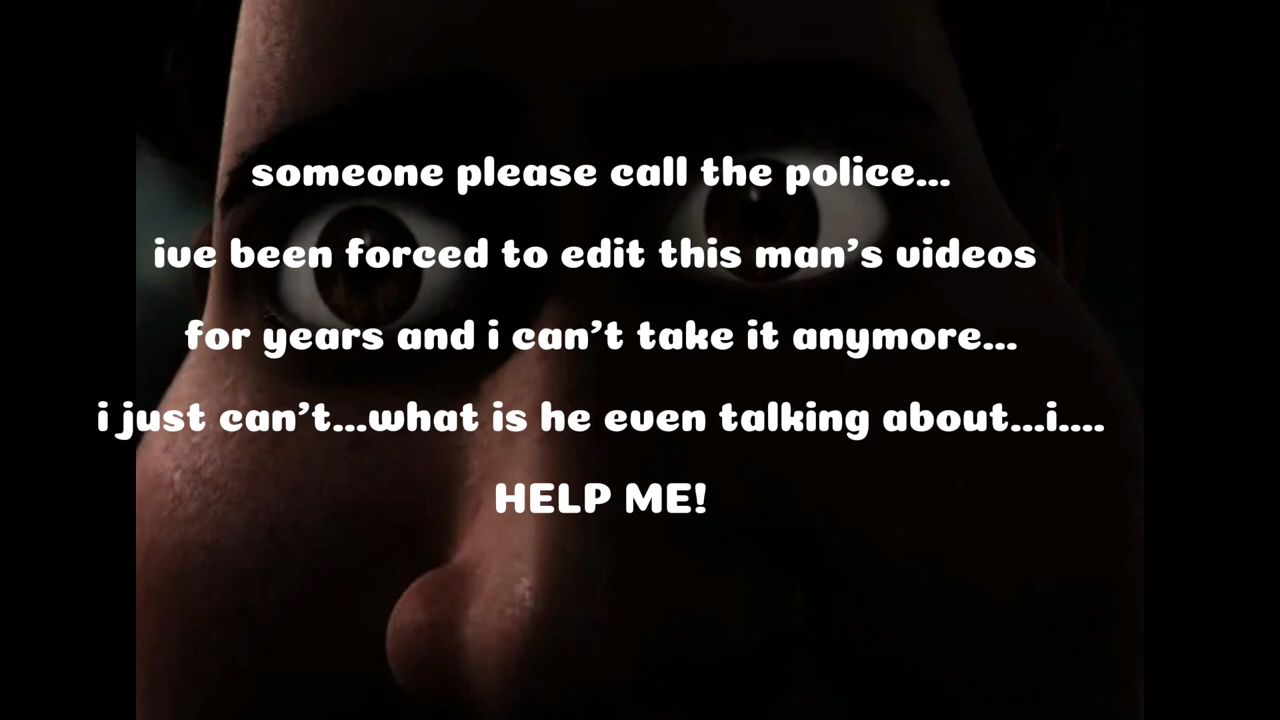 someone please call the police...
ive been forced to edit this man’s videos
for years and i can’t take it anymore...
i just can’t...what is he even talking about...i....
HELP ME!